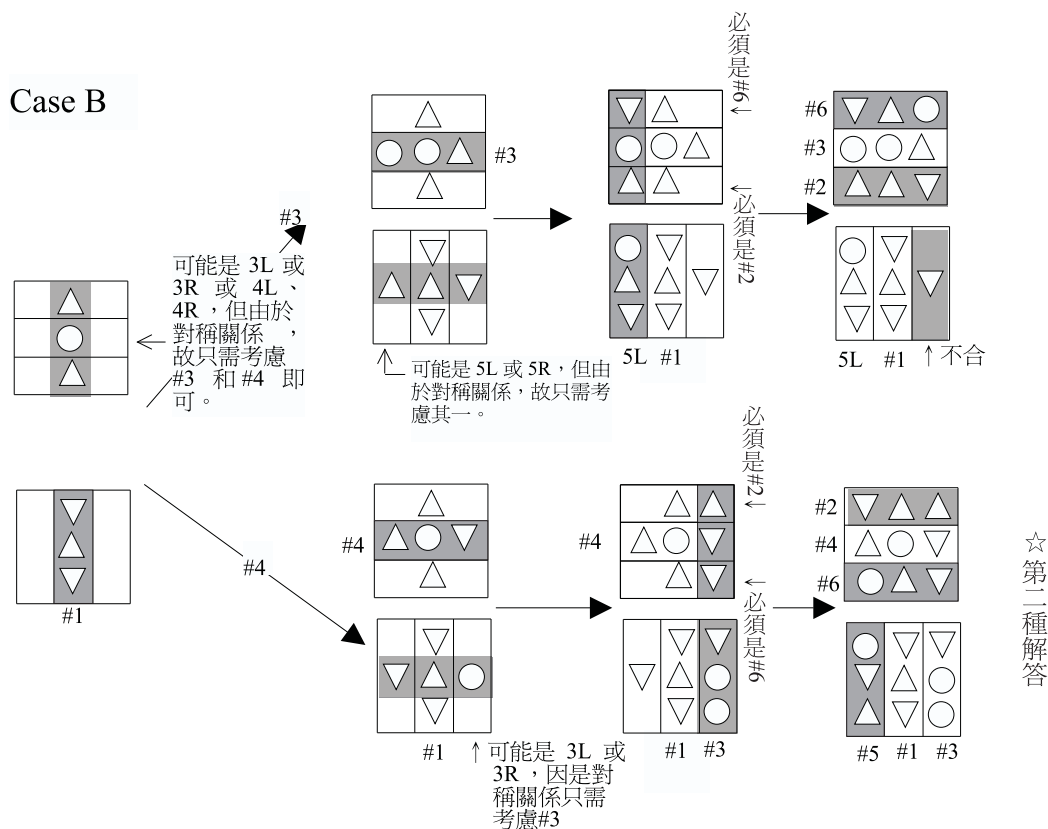 Case B
#3
可能是 3L 或
3R 或 4L、
4R，但由於
對稱關係，
故只需考慮
#3 和 #4 即
可。
#1
#4
#3
可能是 5L 或 5R，但由
於對稱關係，故只需考
慮其一。
必須是#6
必須是#2
5L #1
#6
#3
#2
5L #1
不合
#4
#1
可能是 3L 或
3R，因是對
稱關係只需
考慮#3
必須是#2
#4
必須是#6
#1 #3
#2
#4
#6
#5 #1 #3
☆第二種解答